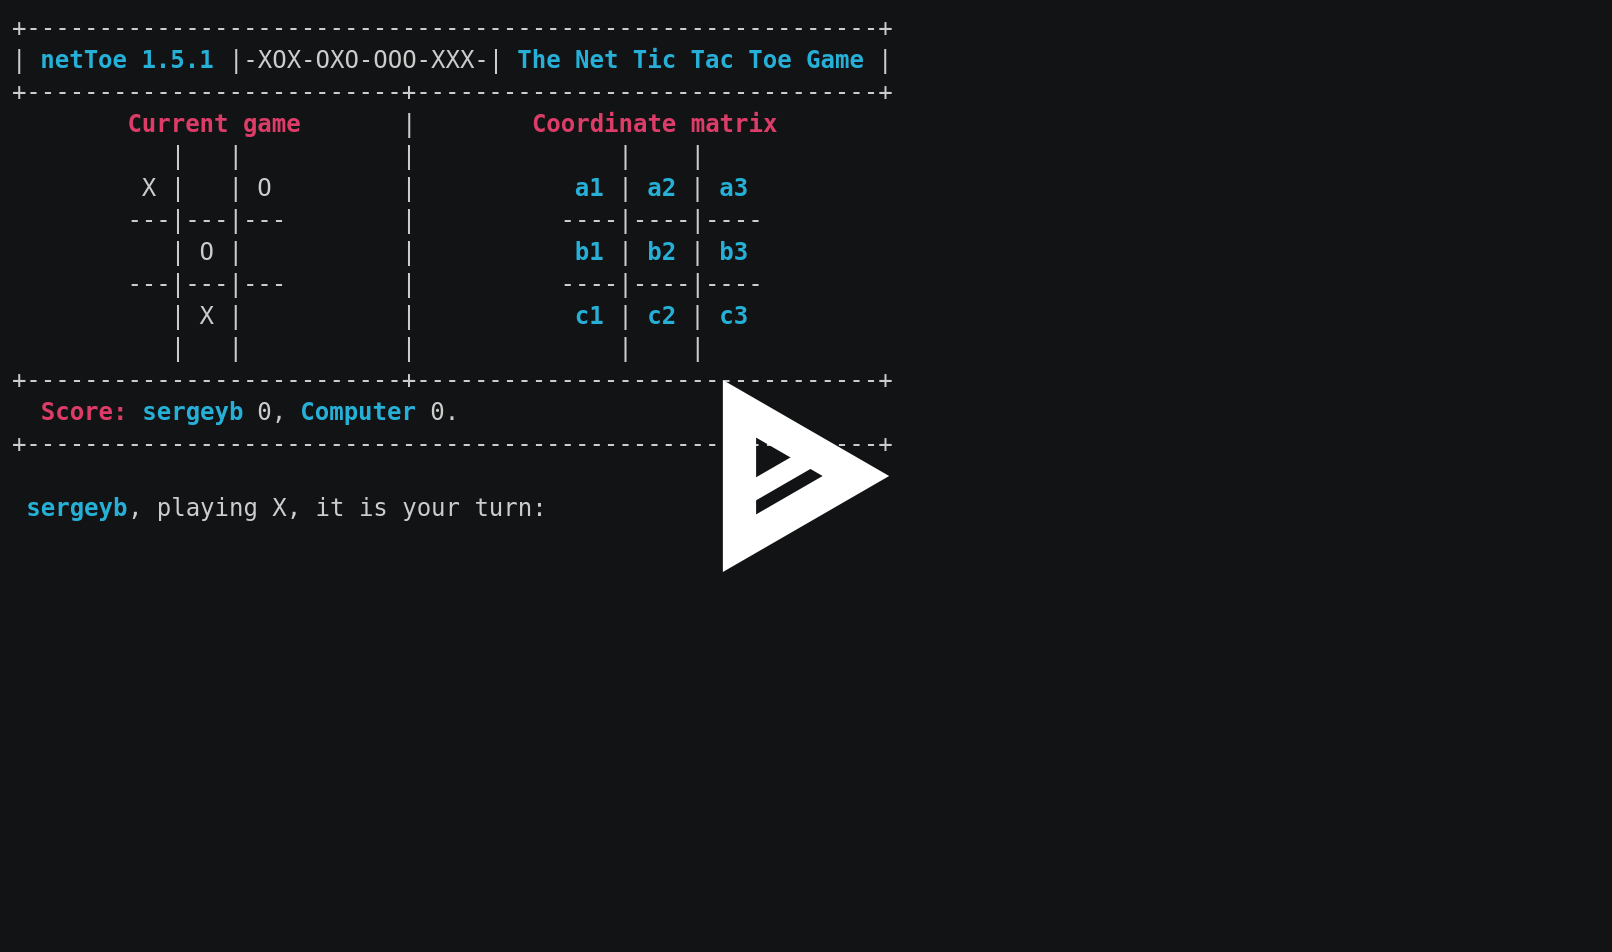 +-----------------------------------------------------------+
| netToe 1.5.1 |-XOX-OXO-OOO-XXX-| The Net Tic Tac Toe Game |
+--------------------------+--------------------------------+
        Current game       |        Coordinate matrix
           |   |           |              |    |
         X |   | O         |           a1 | a2 | a3
        ---|---|---        |          ----|----|----
           | O |           |           b1 | b2 | b3
        ---|---|---        |          ----|----|----
           | X |           |           c1 | c2 | c3
           |   |           |              |    |
+--------------------------+--------------------------------+
  Score: sergeyb 0, Computer 0.
+-----------------------------------------------------------+
 sergeyb, playing X, it is your turn: